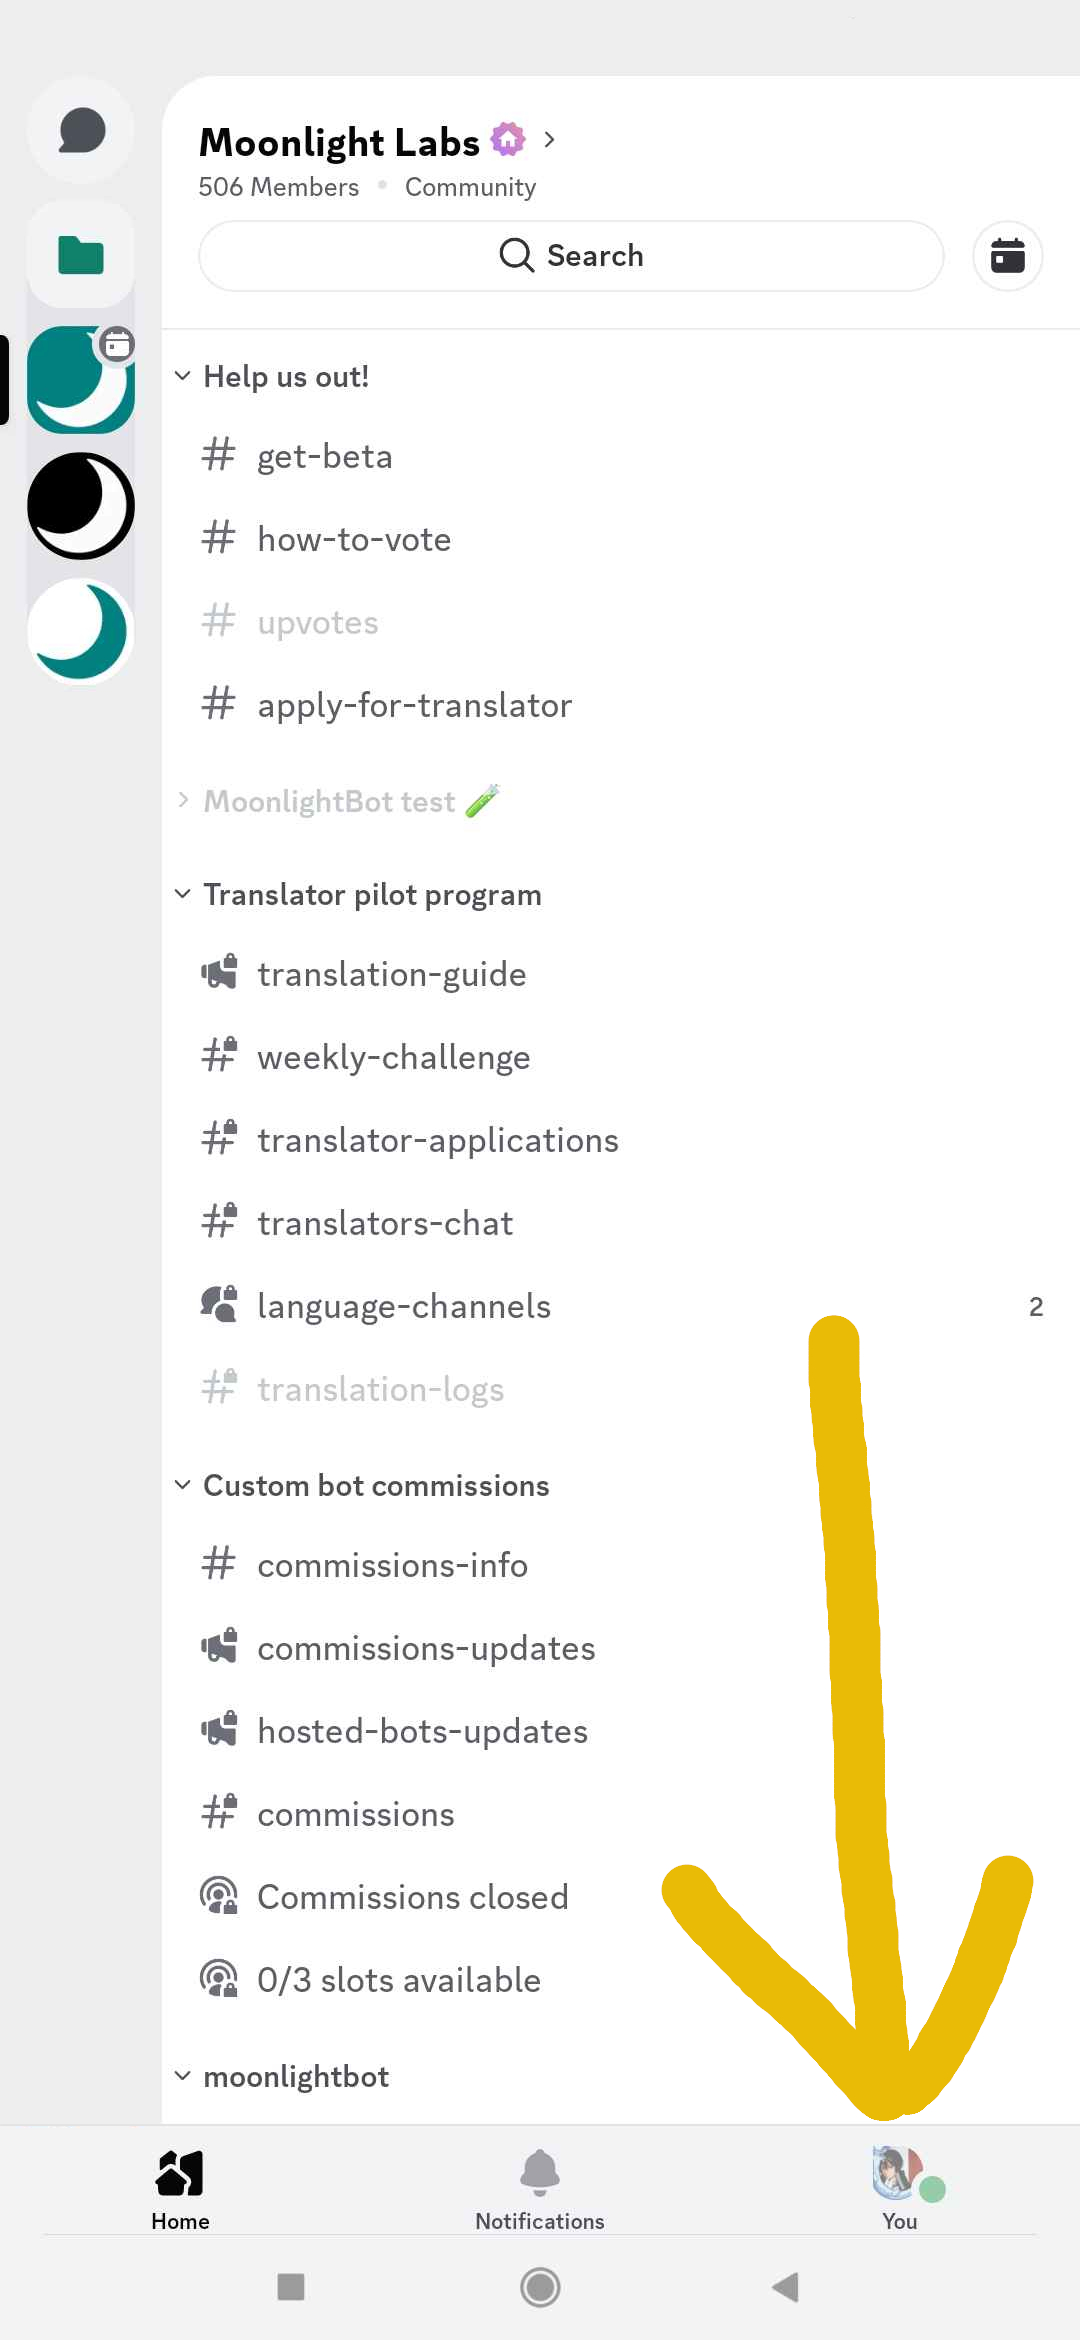 Moonlight Labs
506 Members • Community
Search
Help us out!
get-beta
how-to-vote
upvotes
apply-for-translator
MoonlightBot test
Translator pilot program
translation-guide
weekly-challenge
translator-applications
translators-chat
language-channels 2
translation-logs
Custom bot commissions
commissions-info
commissions-updates
hosted-bots-updates
commissions
Commissions closed
0/3 slots available
moonlightbot
Home Notifications You